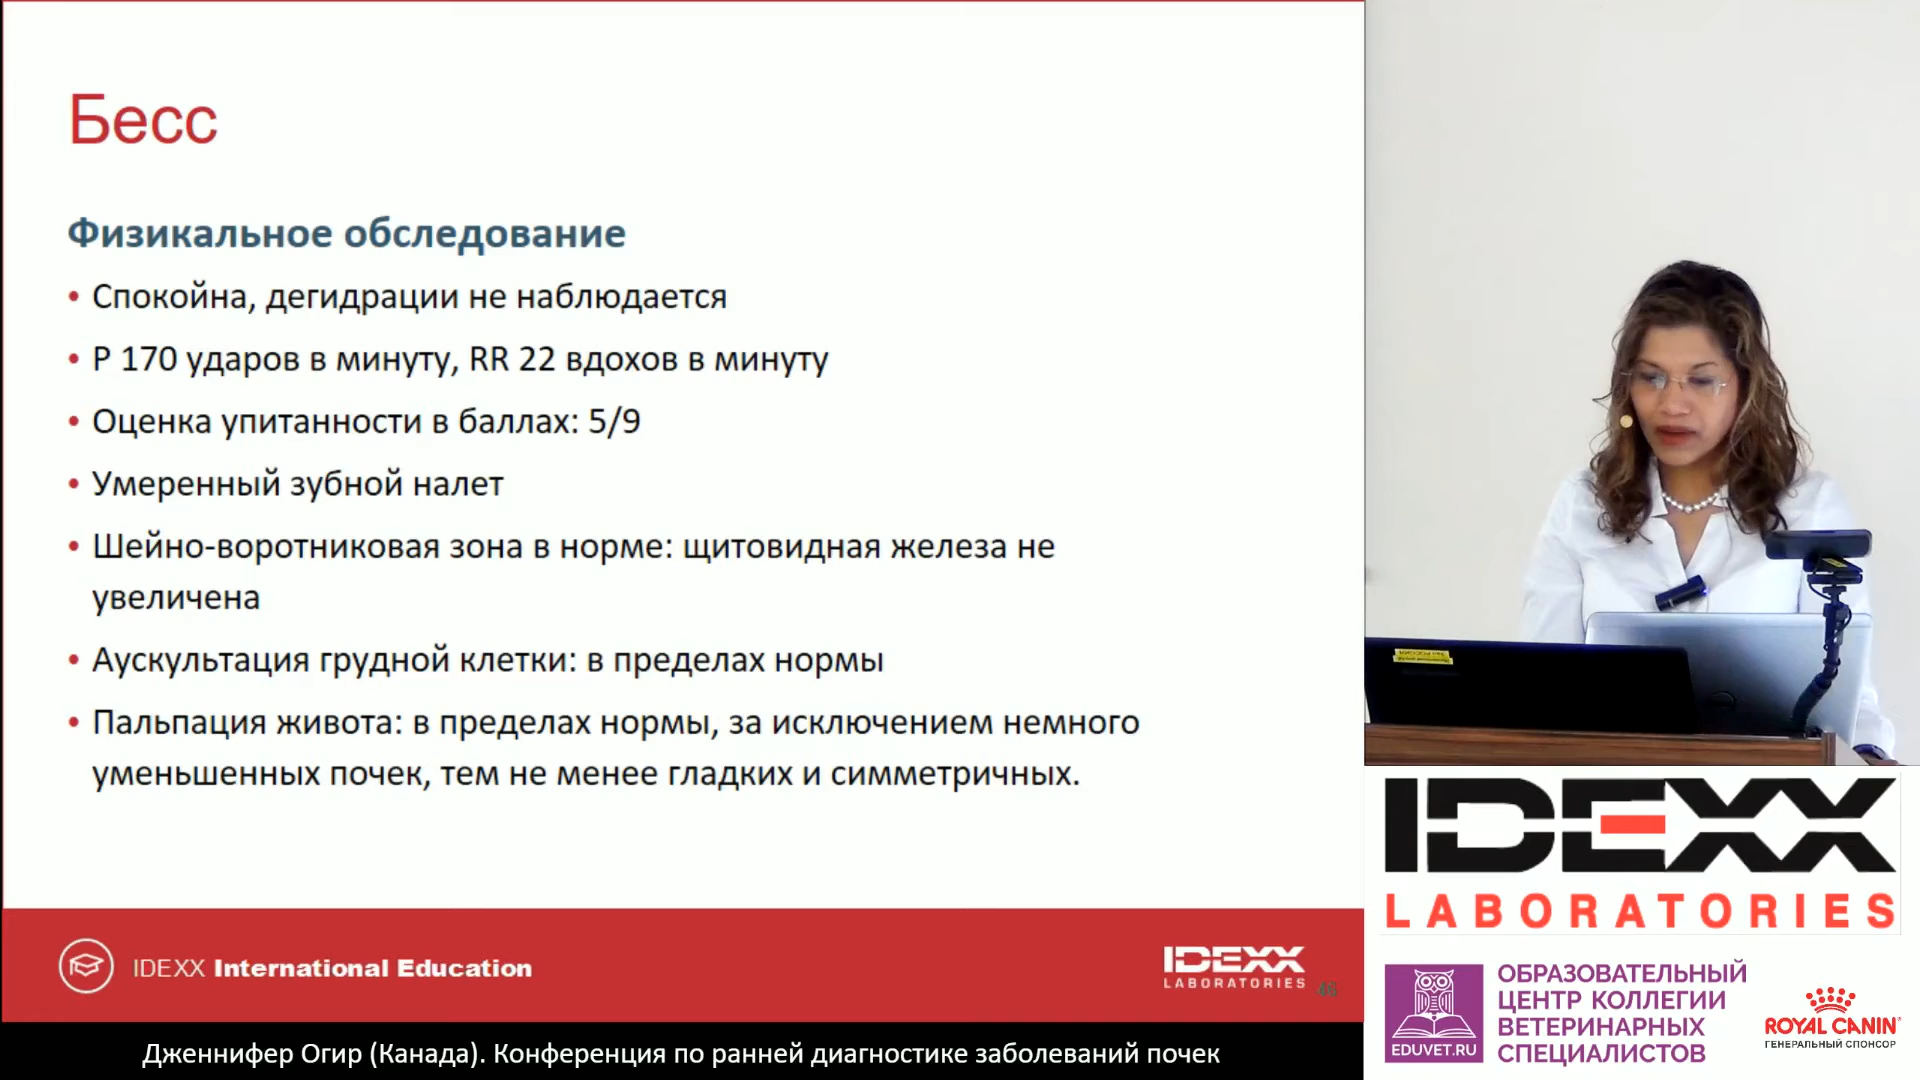 Бесс
Физикальное обследование
• Спокойна, дегидрации не наблюдается
• P 170 ударов в минуту, RR 22 вдохов в минуту
• Оценка упитанности в баллах: 5/9
• Умеренный зубной налет
• Шейно-воротниковая зона в норме: щитовидная железа не
увеличена
• Аускультация грудной клетки: в пределах нормы
• Пальпация живота: в пределах нормы, за исключением немного
уменьшенных почек, тем не менее гладких и симметричных.
IDEXX International Education
IDEXX
LABORATORIES
Дженнифер Огир (Канада). Конференция по ранней диагностике заболеваний почек
IDEXX
LABORATORIES
EDUVET.RU
ОБРАЗОВАТЕЛЬНЫЙ
ЦЕНТР КОЛЛЕГИИ
ВЕТЕРИНАРНЫХ
СПЕЦИАЛИСТОВ
ROYAL CANIN
ГЕНЕРАЛЬНЫЙ СПОНСОР